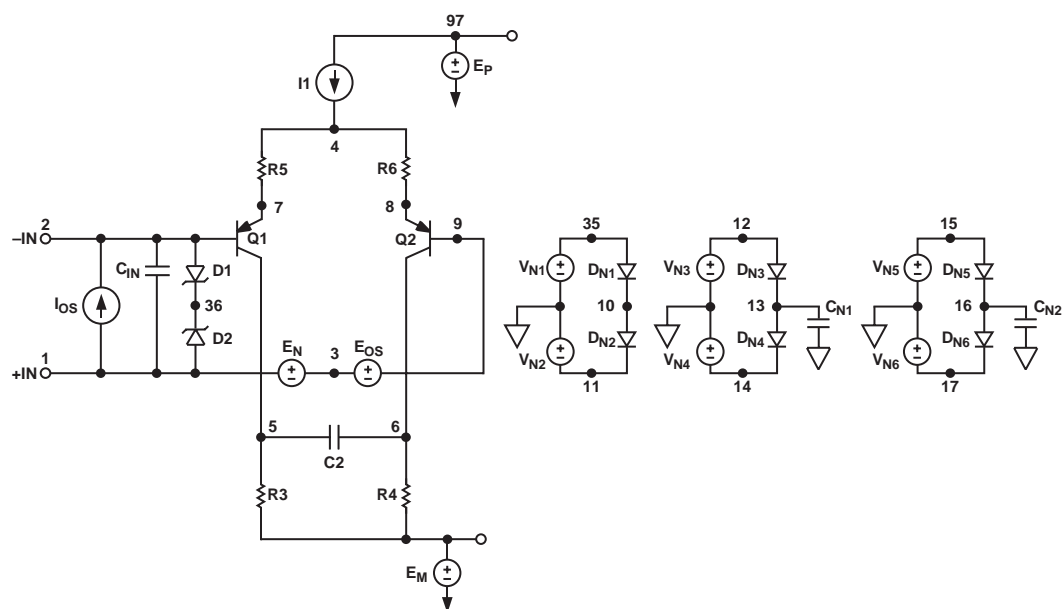 97
I1
EP
4
R5
R6
7
8
–IN 2
Q1
Q2
9
CIN
D1
IOS
36
D2
1
+IN
EN
3
EOS
5
C2
6
R3
R4
EM
35
VN1
DN1
10
VN2
DN2
11
12
VN3
DN3
13
CN1
VN4
DN4
14
15
VN5
DN5
16
CN2
VN6
DN6
17